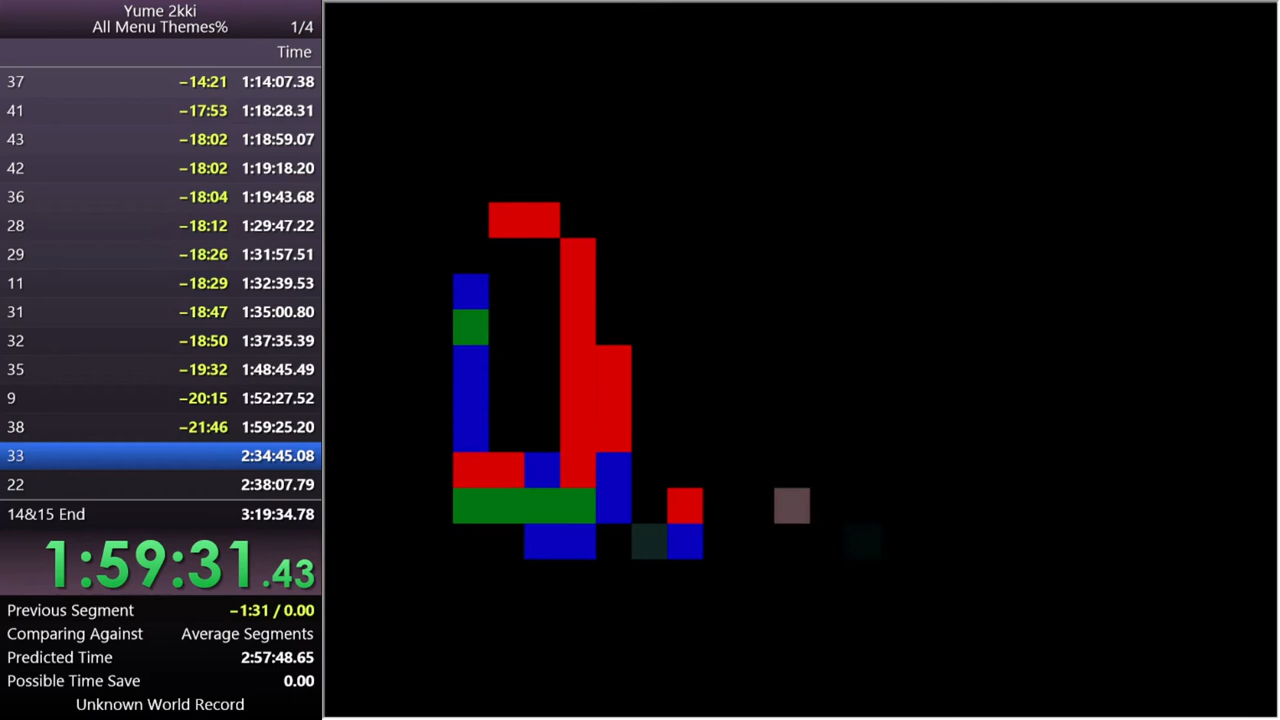 Yume 2kki
All Menu Themes% 1/4
Time
37 −14:21 1:14:07.38
41 −17:53 1:18:28.31
43 −18:02 1:18:59.07
42 −18:02 1:19:18.20
36 −18:04 1:19:43.68
28 −18:12 1:29:47.22
29 −18:26 1:31:57.51
11 −18:29 1:32:39.53
31 −18:47 1:35:00.80
32 −18:50 1:37:35.39
35 −19:32 1:48:45.49
9 −20:15 1:52:27.52
38 −21:46 1:59:25.20
33 2:34:45.08
22 2:38:07.79
14&15 End 3:19:34.78
1:59:31.43
Previous Segment −1:31 / 0.00
Comparing Against Average Segments
Predicted Time 2:57:48.65
Possible Time Save 0.00
Unknown World Record